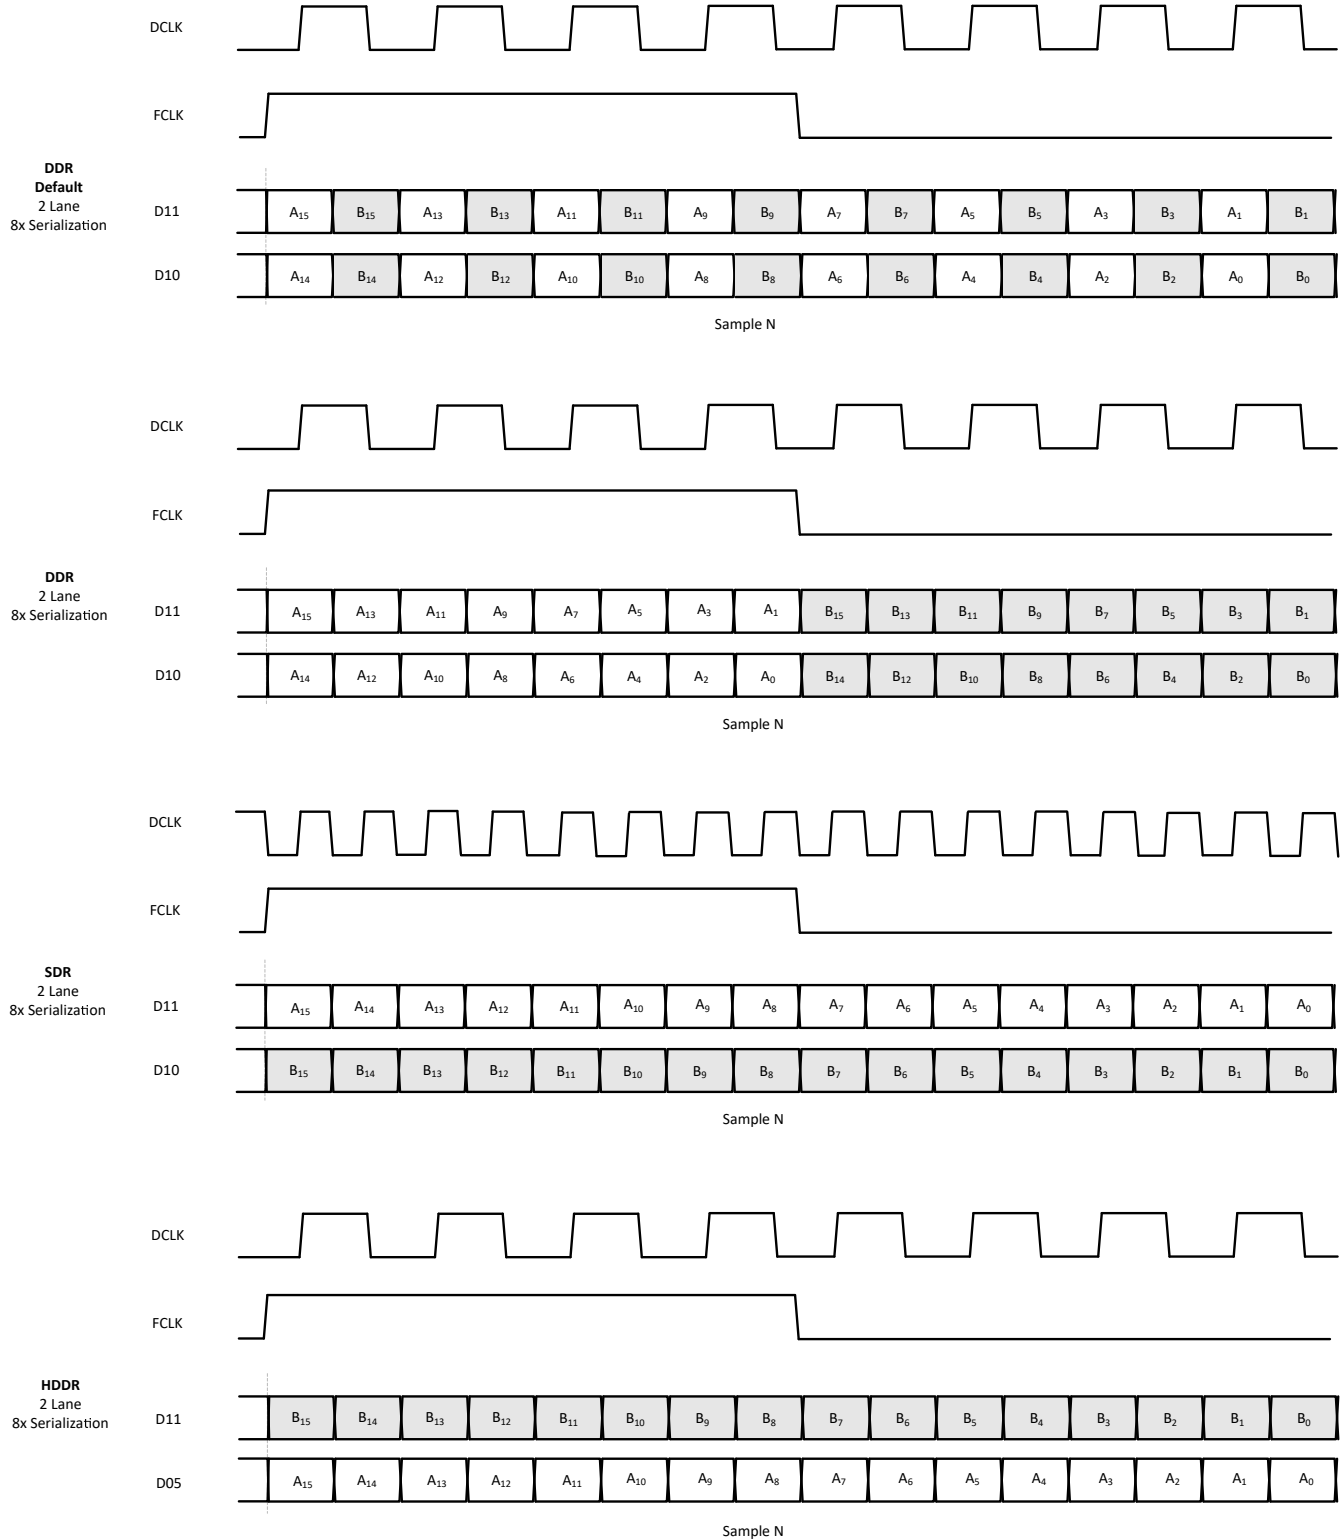 DCLK
FCLK
DDR
Default
2 Lane
8x Serialization
D11 A15 B15 A13 B13 A11 B11 A9 B9 A7 B7 A5 B5 A3 B3 A1 B1
D10 A14 B14 A12 B12 A10 B10 A8 B8 A6 B6 A4 B4 A2 B2 A0 B0
Sample N
DCLK
FCLK
DDR
2 Lane
8x Serialization
D11 A15 A13 A11 A9 A7 A5 A3 A1 B15 B13 B11 B9 B7 B5 B3 B1
D10 A14 A12 A10 A8 A6 A4 A2 A0 B14 B12 B10 B8 B6 B4 B2 B0
Sample N
DCLK
FCLK
SDR
2 Lane
8x Serialization
D11 A15 A14 A13 A12 A11 A10 A9 A8 A7 A6 A5 A4 A3 A2 A1 A0
D10 B15 B14 B13 B12 B11 B10 B9 B8 B7 B6 B5 B4 B3 B2 B1 B0
Sample N
DCLK
FCLK
HDDR
2 Lane
8x Serialization
D11 B15 B14 B13 B12 B11 B10 B9 B8 B7 B6 B5 B4 B3 B2 B1 B0
D05 A15 A14 A13 A12 A11 A10 A9 A8 A7 A6 A5 A4 A3 A2 A1 A0
Sample N